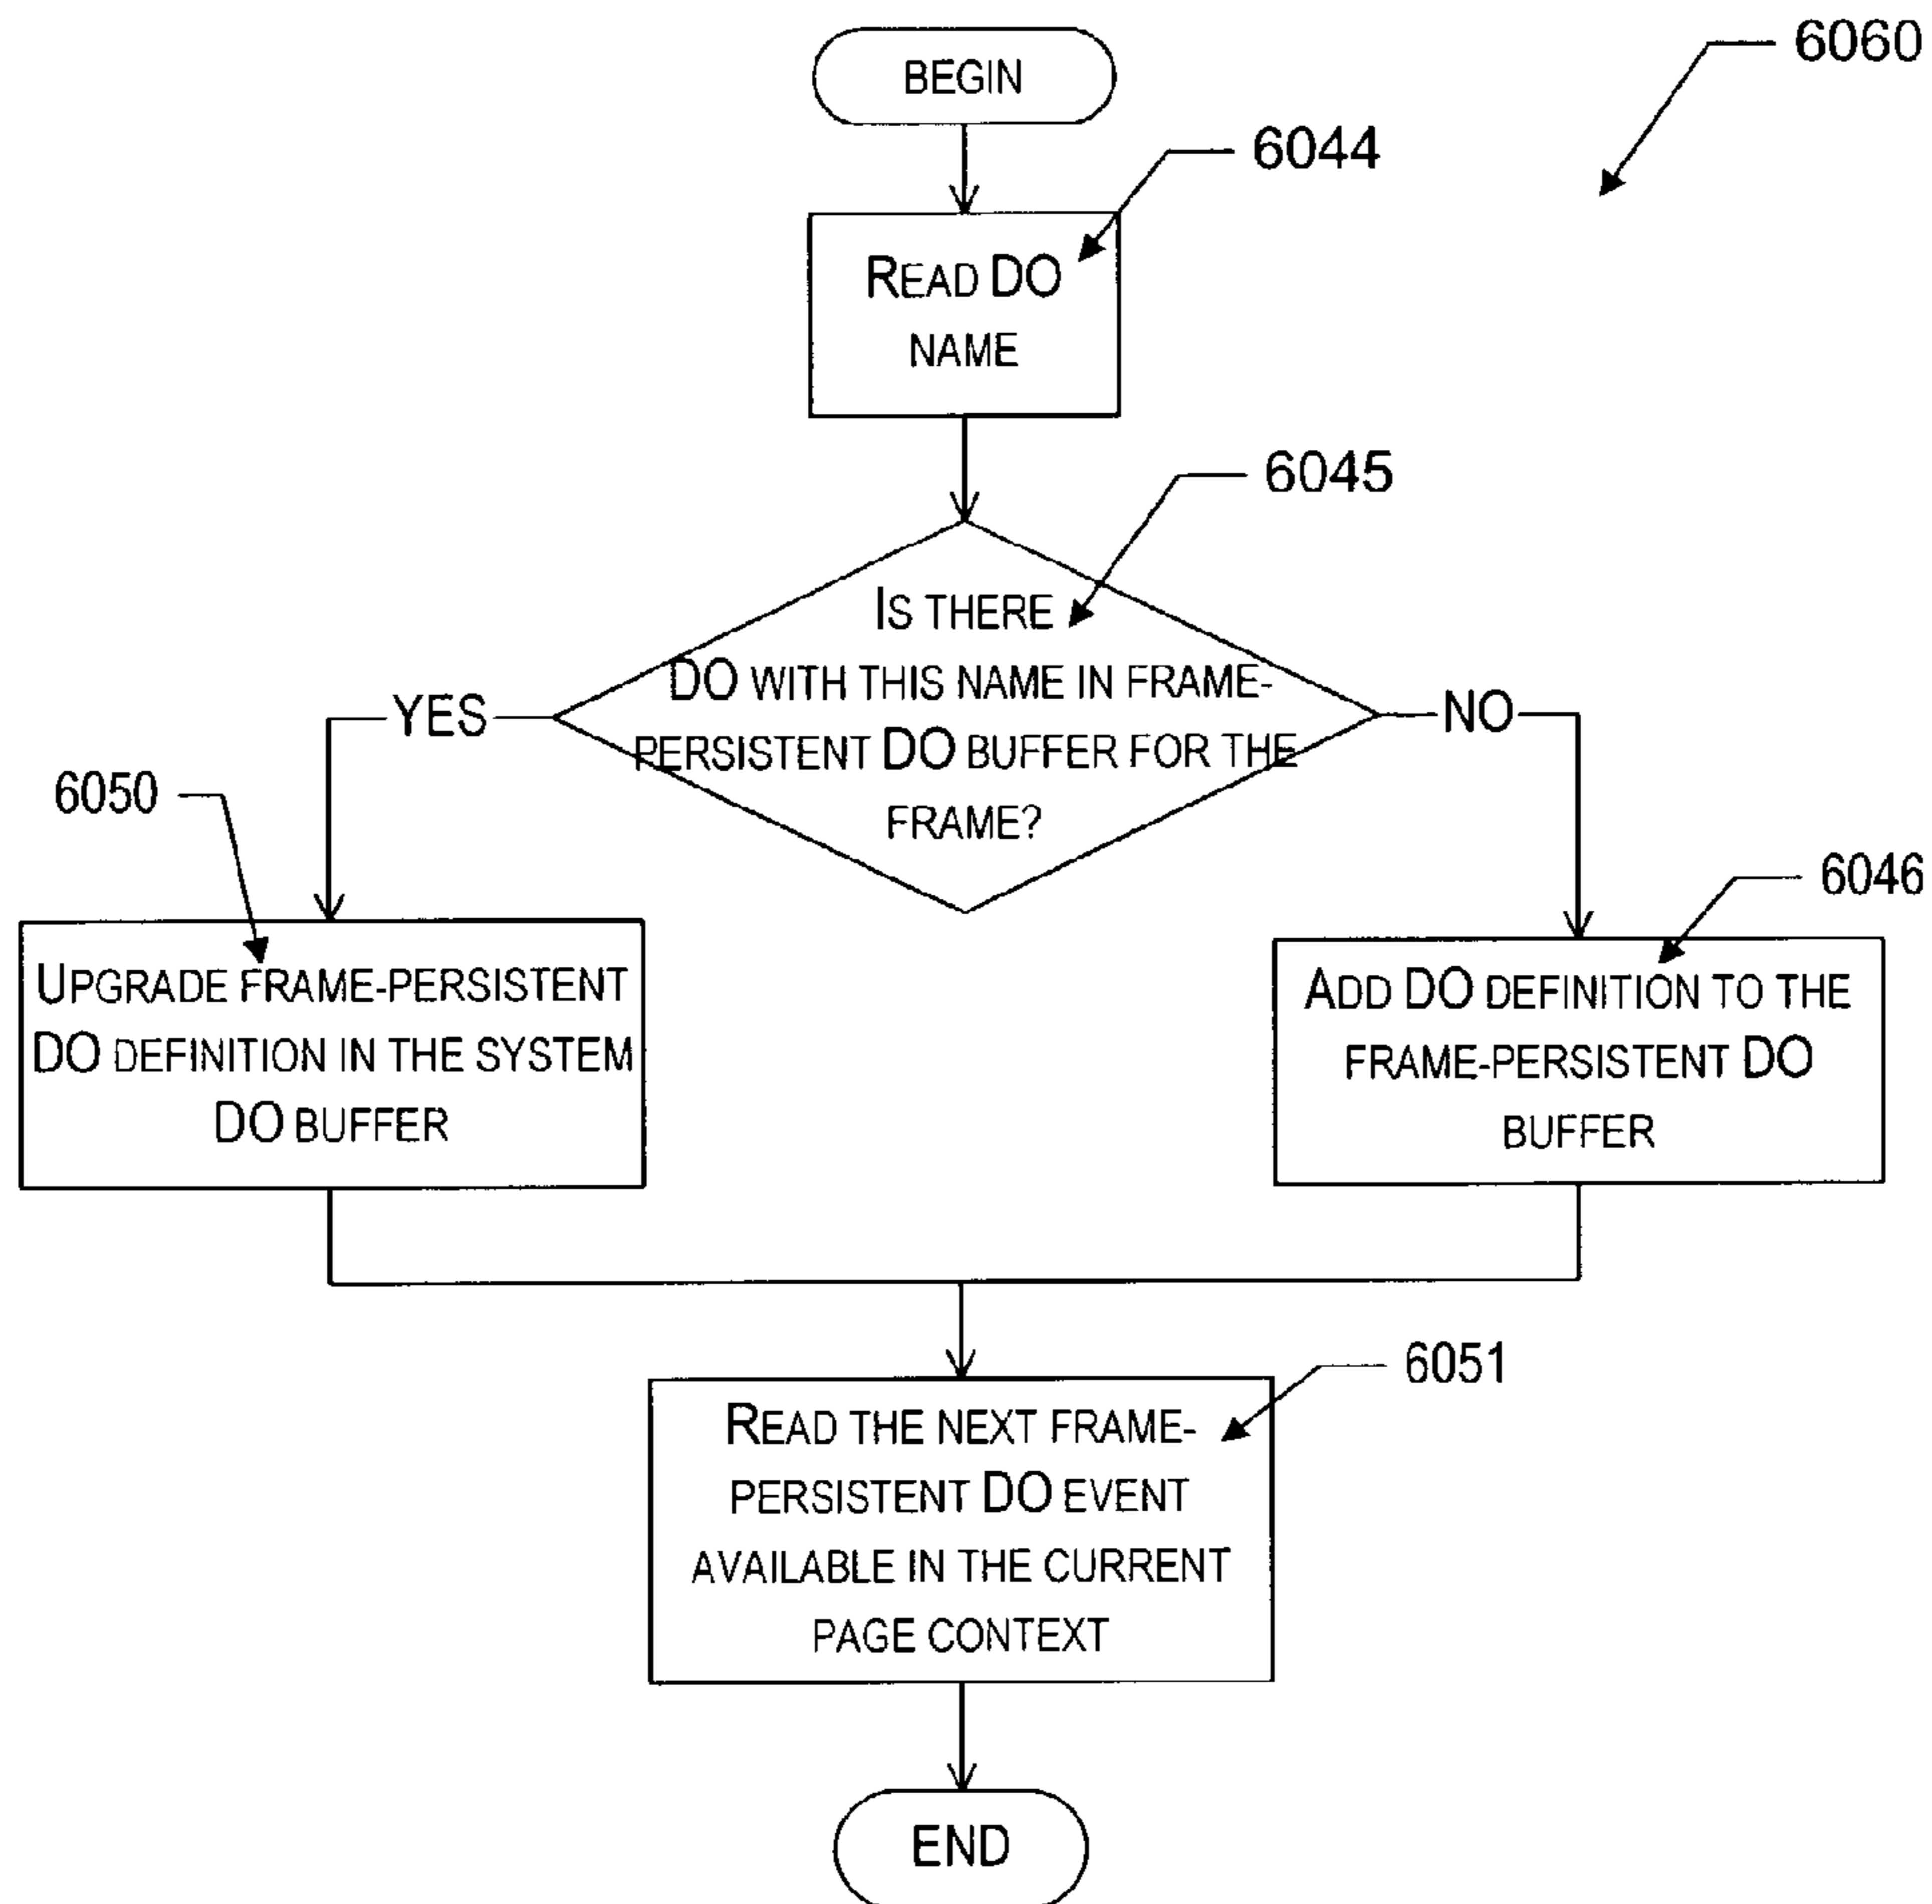 BEGIN
6060
6044
READ DO
NAME
6045
IS THERE
DO WITH THIS NAME IN FRAME-
PERSISTENT DO BUFFER FOR THE
FRAME?
YES
NO
6050
6046
UPGRADE FRAME-PERSISTENT
DO DEFINITION IN THE SYSTEM
DO BUFFER
ADD DO DEFINITION TO THE
FRAME-PERSISTENT DO
BUFFER
6051
READ THE NEXT FRAME-
PERSISTENT DO EVENT
AVAILABLE IN THE CURRENT
PAGE CONTEXT
END